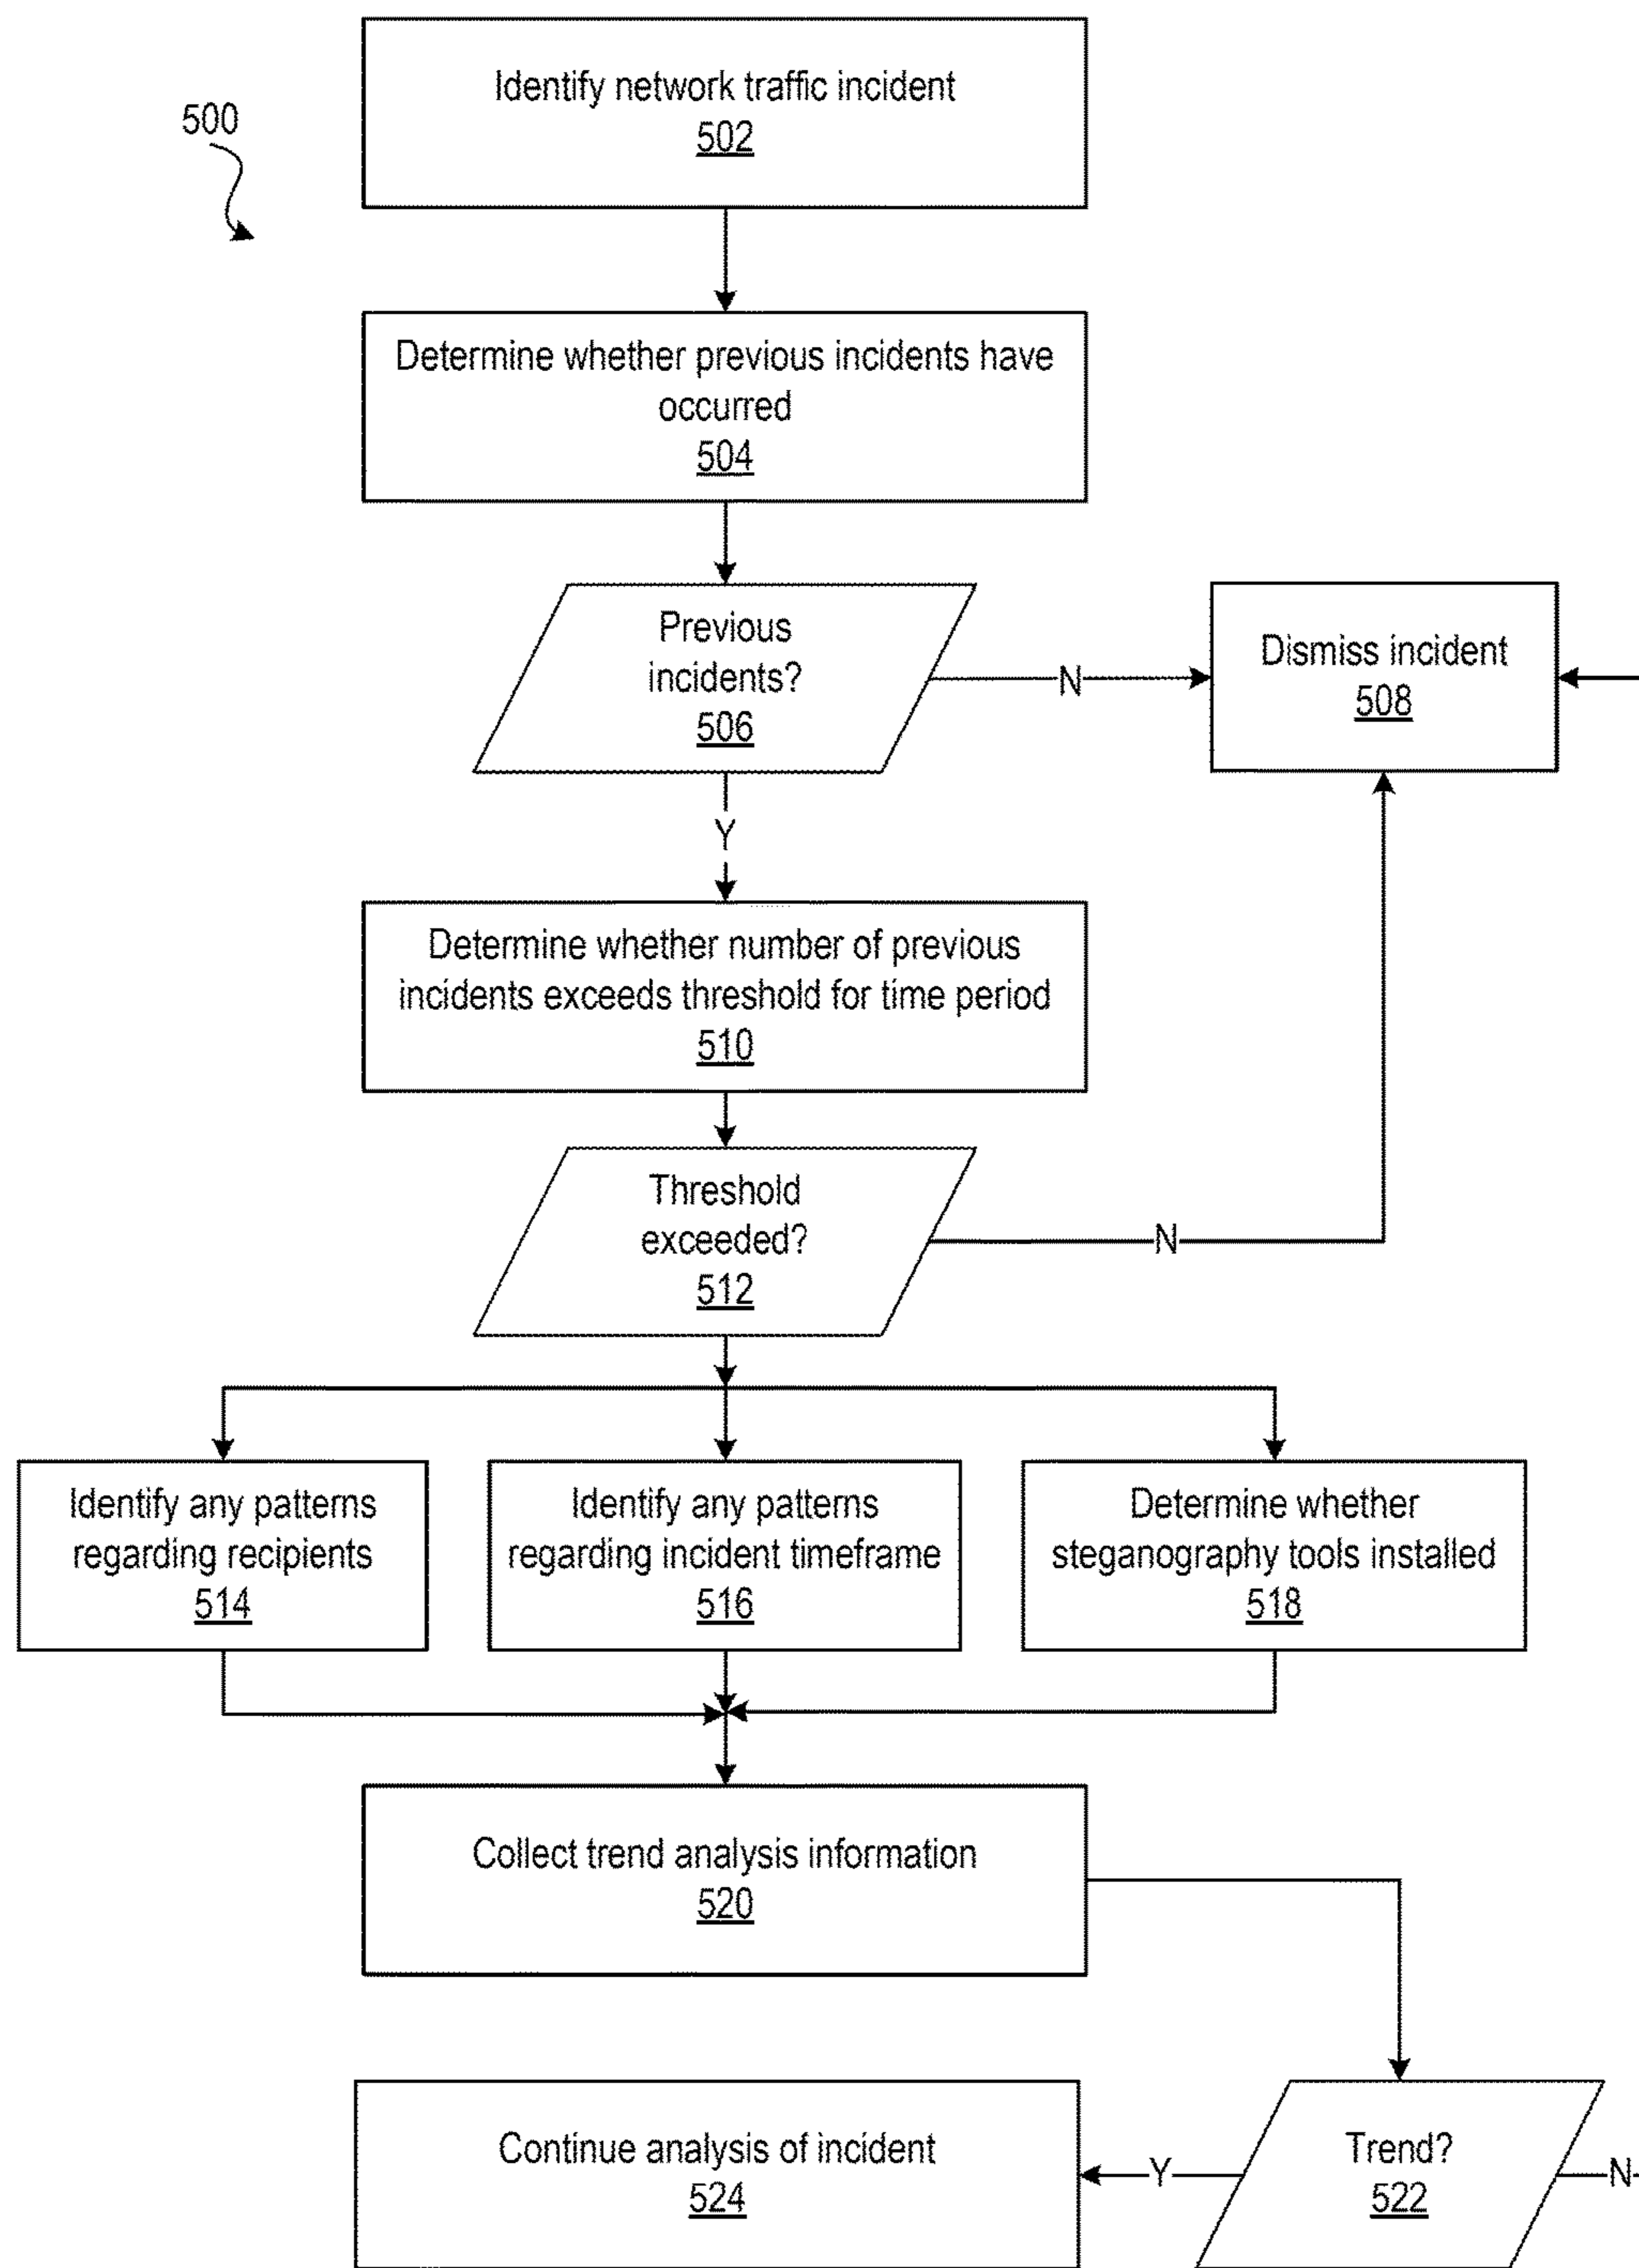 500
Identify network traffic incident
502
Determine whether previous incidents have
occurred
504
Previous
incidents?
506
N
Dismiss incident
508
Y
Determine whether number of previous
incidents exceeds threshold for time period
510
Threshold
exceeded?
512
N
Identify any patterns
regarding recipients
514
Identify any patterns
regarding incident timeframe
516
Determine whether
steganography tools installed
518
Collect trend analysis information
520
Continue analysis of incident
524
Y
Trend?
522
N